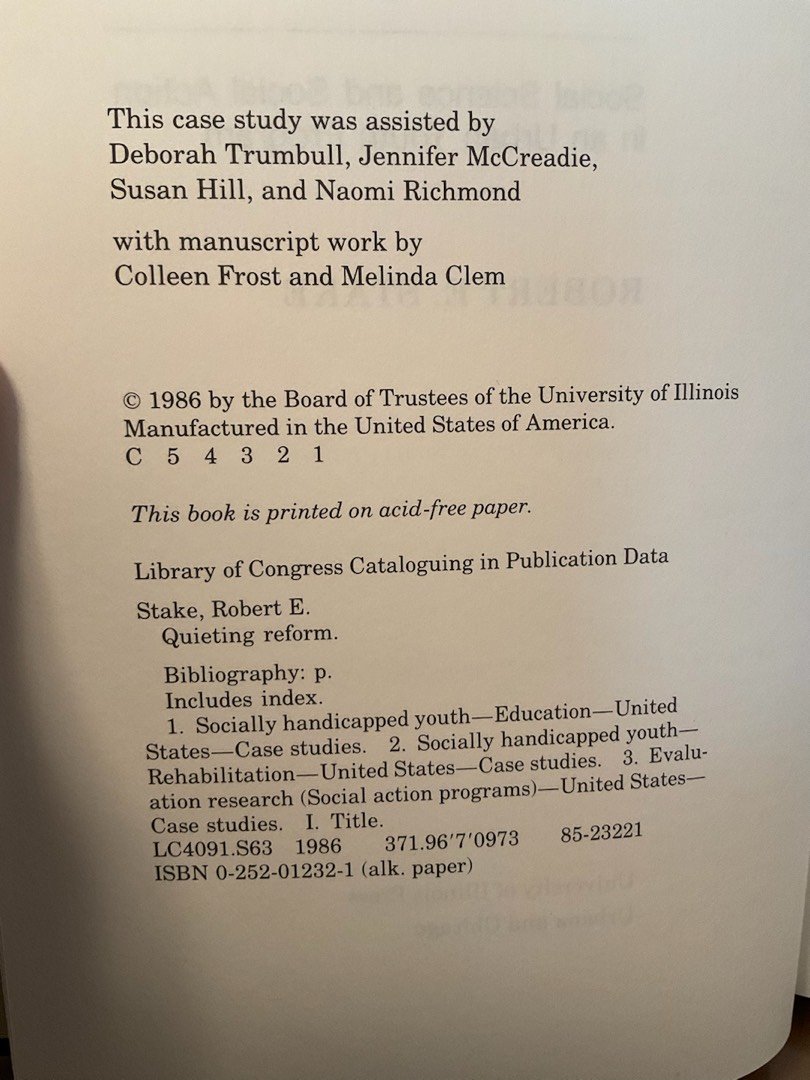 This case study was assisted by
Deborah Trumbull, Jennifer McCreadie,
Susan Hill, and Naomi Richmond
with manuscript work by
Colleen Frost and Melinda Clem
© 1986 by the Board of Trustees of the University of Illinois
Manufactured in the United States of America.
C 5 4 3 2 1
This book is printed on acid-free paper.
Library of Congress Cataloguing in Publication Data
Stake, Robert E.
Quieting reform.
Bibliography: p.
Includes index.
1. Socially handicapped youth—Education—United
States—Case studies. 2. Socially handicapped youth—
Rehabilitation—United States—Case studies. 3. Evalu-
ation research (Social action programs)—United States—
Case studies. I. Title.
LC4091.S63 1986 371.96'7'0973 85-23221
ISBN 0-252-01232-1 (alk. paper)